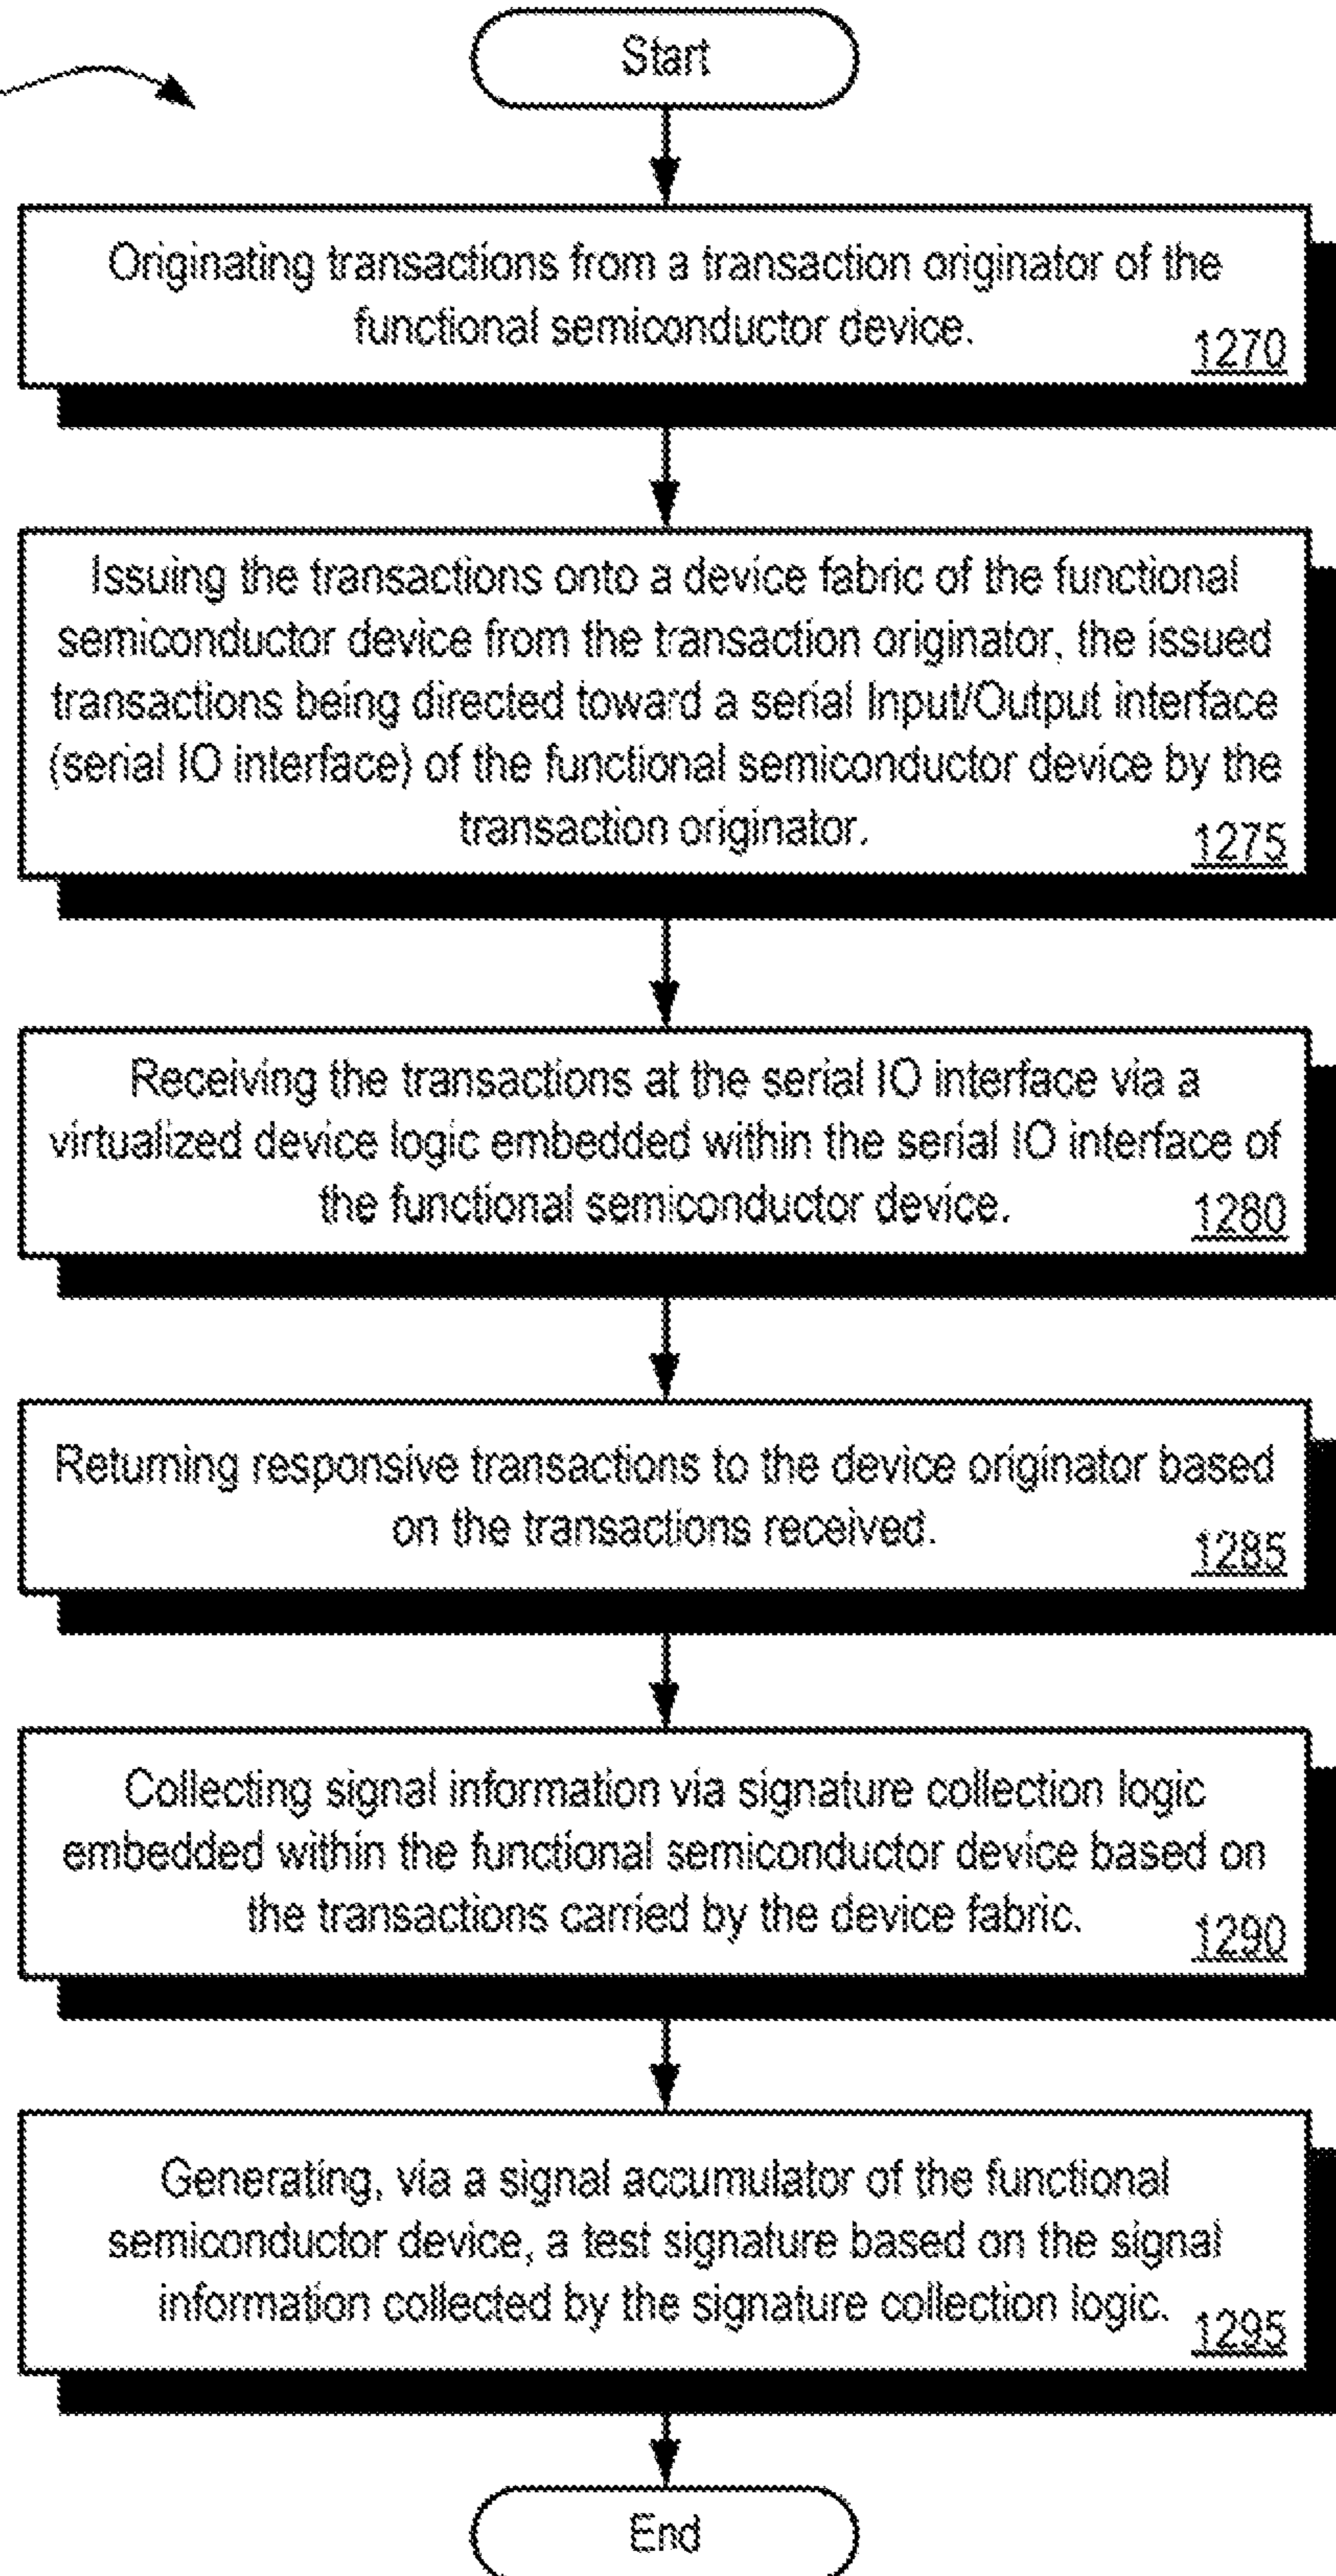 Start
Originating transactions from a transaction originator of the
functional semiconductor device.
1270
Issuing the transactions onto a device fabric of the functional
semiconductor device from the transaction originator, the issued
transactions being directed toward a serial Input/Output interface
(serial IO interface) of the functional semiconductor device by the
transaction originator.
1275
Receiving the transactions at the serial IO interface via a
virtualized device logic embedded within the serial IO interface of
the functional semiconductor device.
1280
Returning responsive transactions to the device originator based
on the transactions received.
1285
Collecting signal information via signature collection logic
embedded within the functional semiconductor device based on
the transactions carried by the device fabric.
1290
Generating, via a signal accumulator of the functional
semiconductor device, a test signature based on the signal
information collected by the signature collection logic.
1295
End